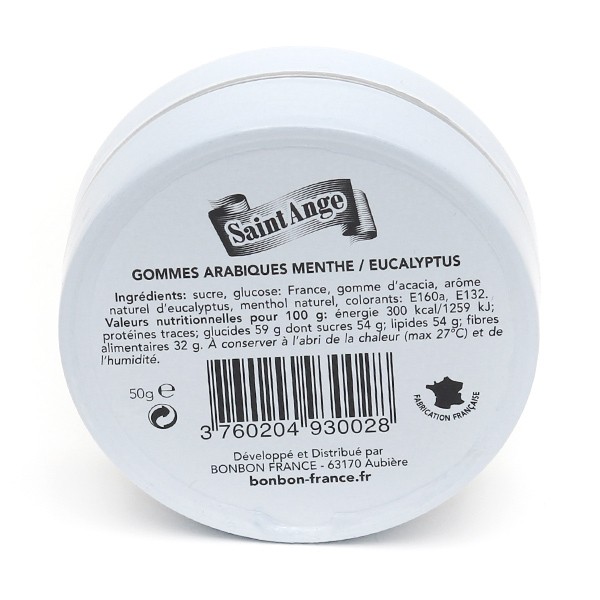 Saint Ange
GOMMES ARABIQUES MENTHE / EUCALYPTUS
Ingrédients: sucre, glucose: France, gomme d'acacia, arôme
naturel d'eucalyptus, menthol naturel, colorants: E160a, E132.
Valeurs nutritionnelles pour 100 g: énergie 300 kcal/1259 kJ;
protéines traces; glucides 59 g dont sucres 54 g; lipides 54 g; fibres
alimentaires 32 g. A conserver à l'abri de la chaleur (max 27°C) et de
l'humidité.
50g e
FABRICATION FRANÇAISE
3 760204 930028
Développé et Distribué par
BONBON FRANCE - 63170 Aubière
bonbon-france.fr